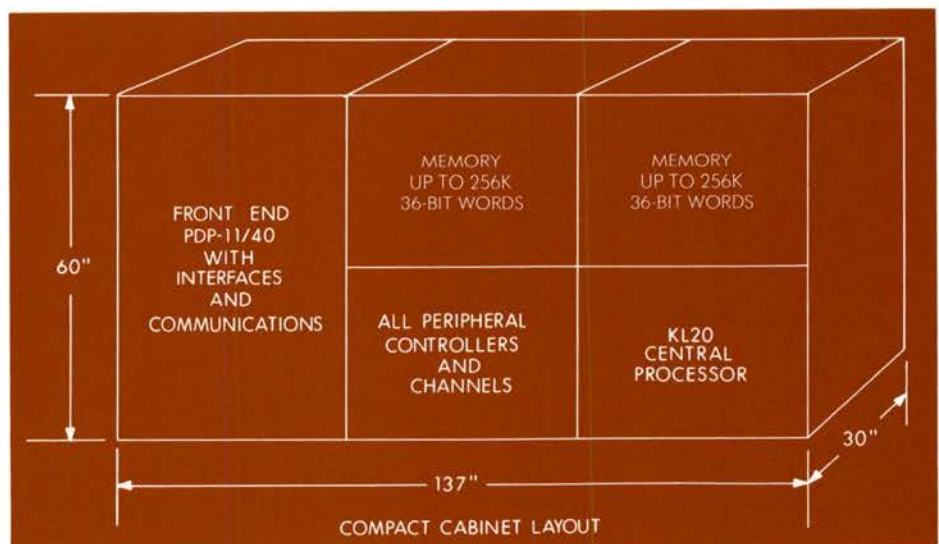 60"
FRONT END
PDP-11/40
WITH
INTERFACES
AND
COMMUNICATIONS
MEMORY
UP TO 256K
36-BIT WORDS
MEMORY
UP TO 256K
36-BIT WORDS
ALL PERIPHERAL
CONTROLLERS
AND
CHANNELS
KL20
CENTRAL
PROCESSOR
30"
137"
COMPACT CABINET LAYOUT